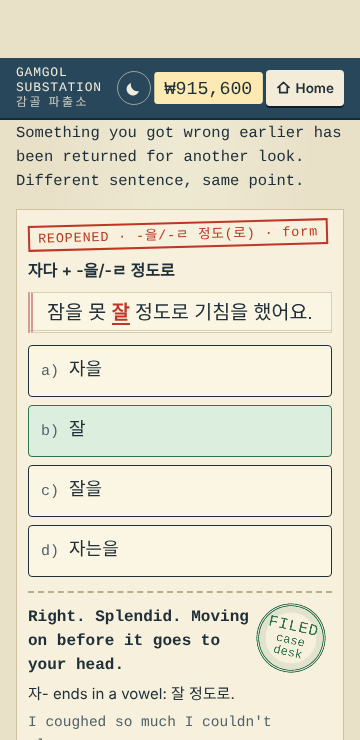 GAMGOL
SUBSTATION
감골 파출소
₩915,600
Home
Something you got wrong earlier has
been returned for another look.
Different sentence, same point.
REOPENED · -을/-ㄹ 정도(로) · form
자다 + -을/-ㄹ 정도로
잠을 못 잘 정도로 기침을 했어요.
a) 자을
b) 잘
c) 잘을
d) 자는을
Right. Splendid. Moving
on before it goes to
your head.
FILED
case
desk
자- ends in a vowel: 잘 정도로.
I coughed so much I couldn't